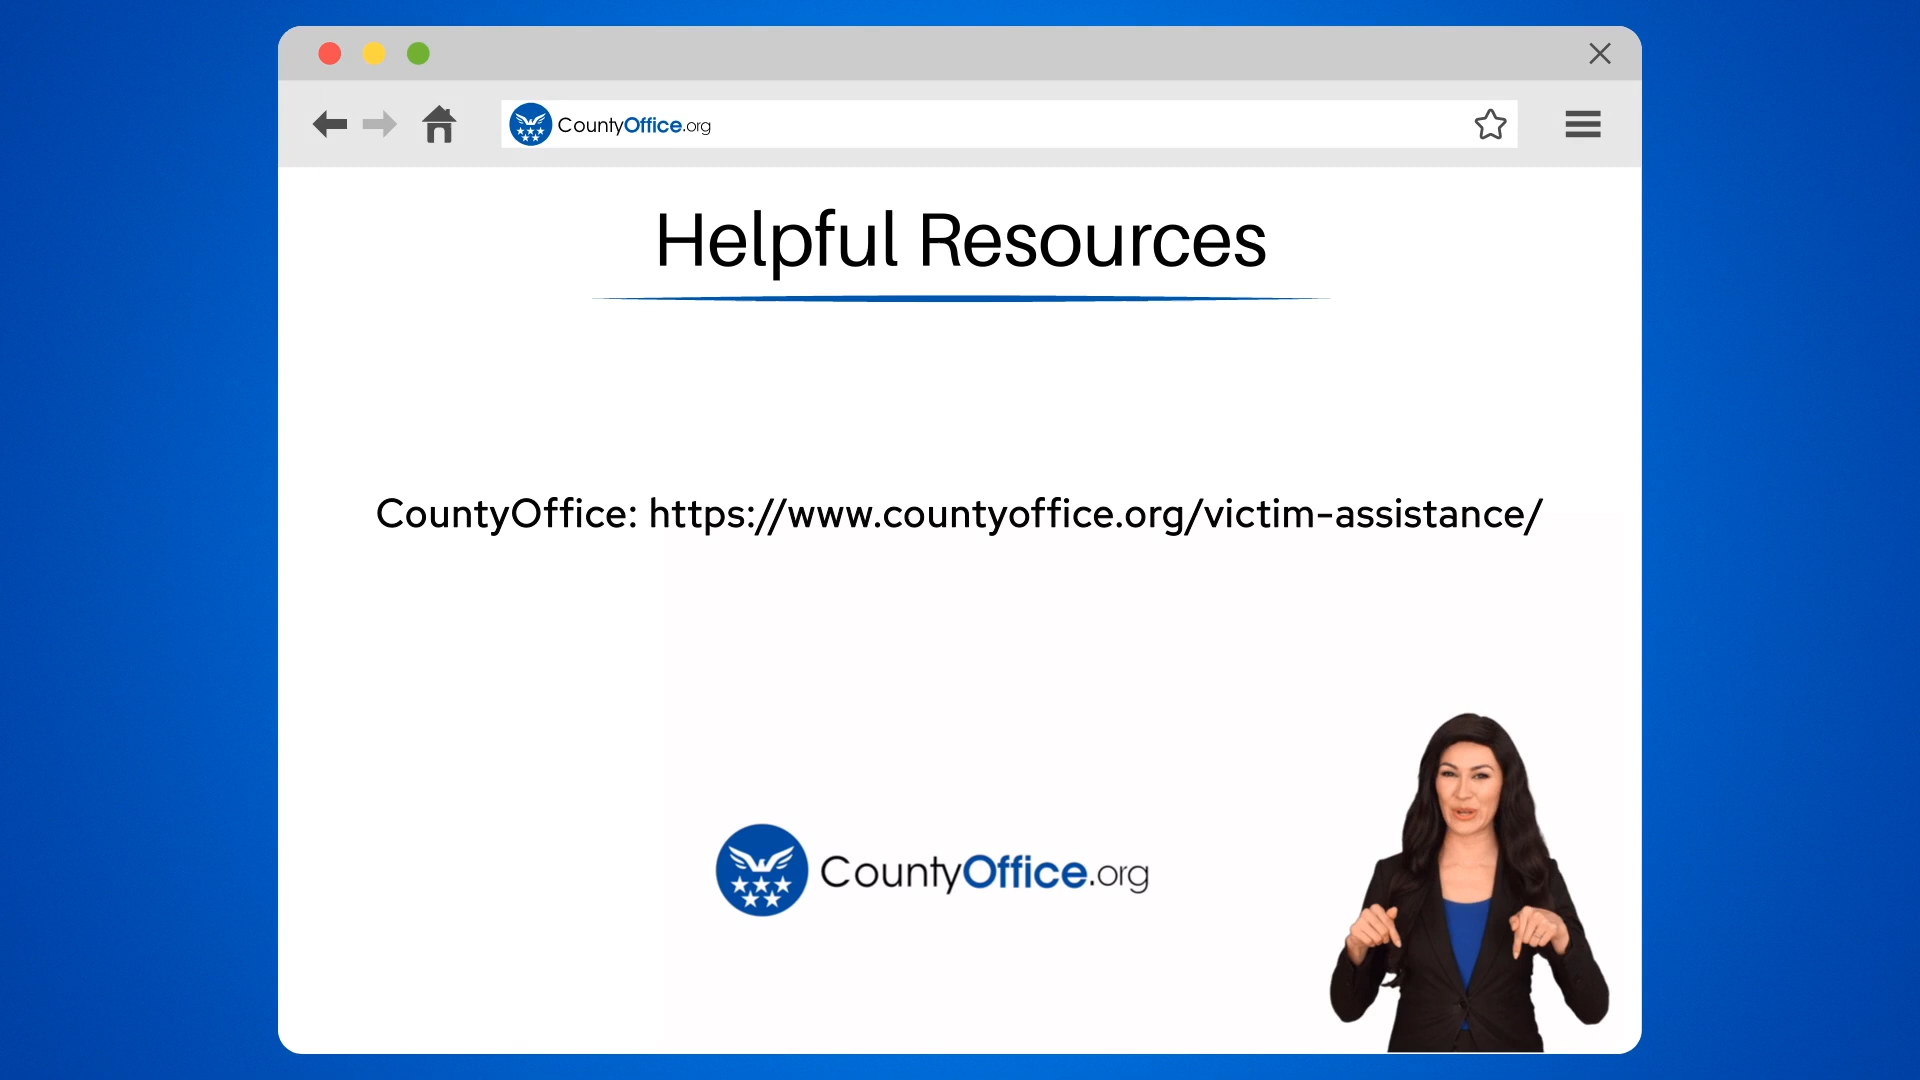 CountyOffice.org
Helpful Resources
CountyOffice: https://www.countyoffice.org/victim-assistance/
CountyOffice.org